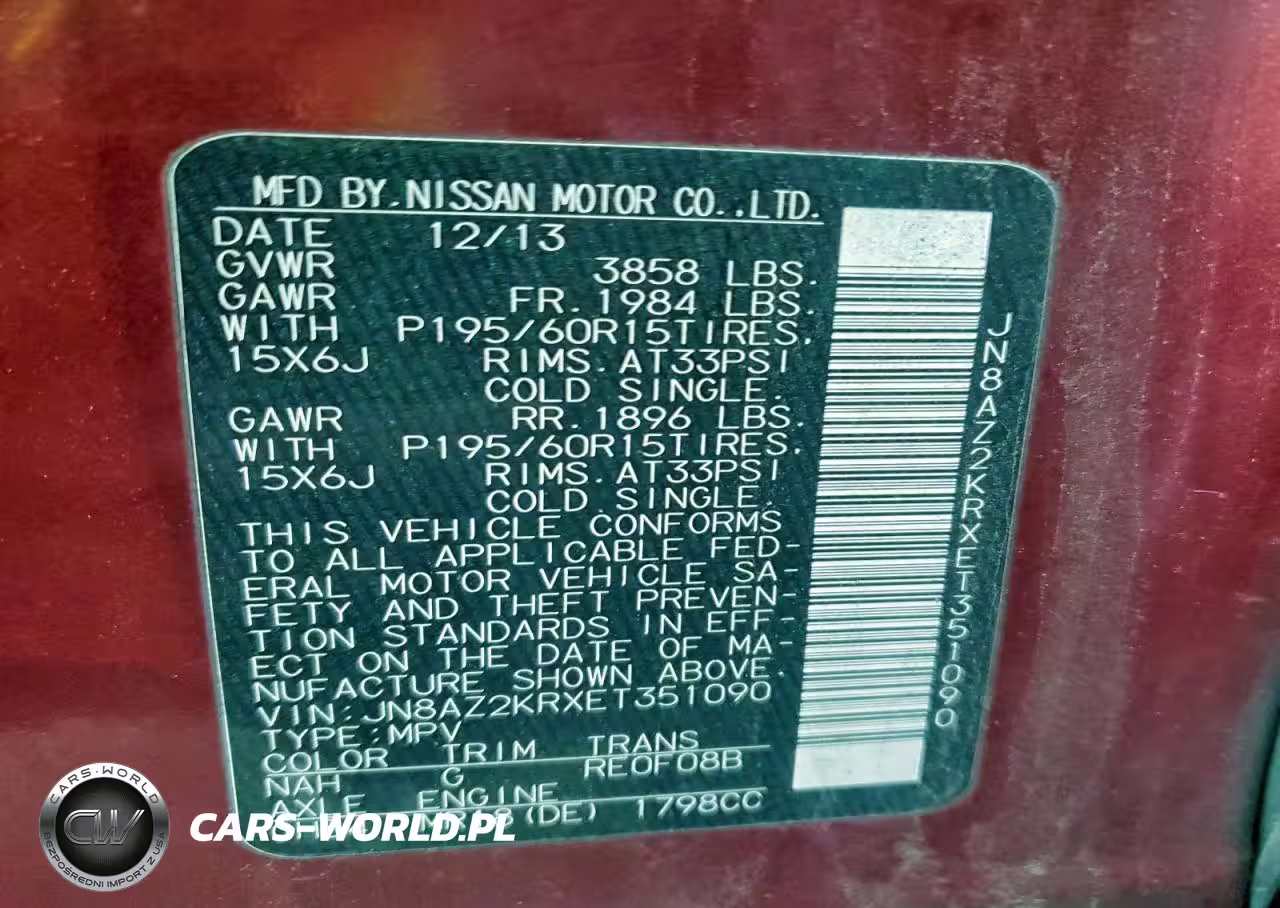 MFD BY.NISSAN MOTOR CO.,LTD.
DATE 12/13
GVWR 3858 LBS.
GAWR FR. 1984 LBS.
WITH P195/60R15TIRES.
15X6J RIMS. AT33PSI
COLD SINGLE.
GAWR RR. 1896 LBS.
WITH P195/60R15TIRES.
15X6J RIMS. AT33PSI
COLD SINGLE.
THIS VEHICLE CONFORMS
TO ALL APPLICABLE FED-
ERAL MOTOR VEHICLE SA-
FETY AND THEFT PREVEN-
TION STANDARDS IN EFF-
ECT ON THE DATE OF MA-
NUFACTURE SHOWN ABOVE.
VIN:JN8AZ2KRXET351090
TYPE:MPV
COLOR TRIM TRANS
NAH G RE0F08B
AXLE ENGINE
(DE) 1798CC
JN8AZ2KRXET351090
CARS-WORLD
CW
BEZPOŚREDNI IMPORT Z USA
CARS-WORLD.PL